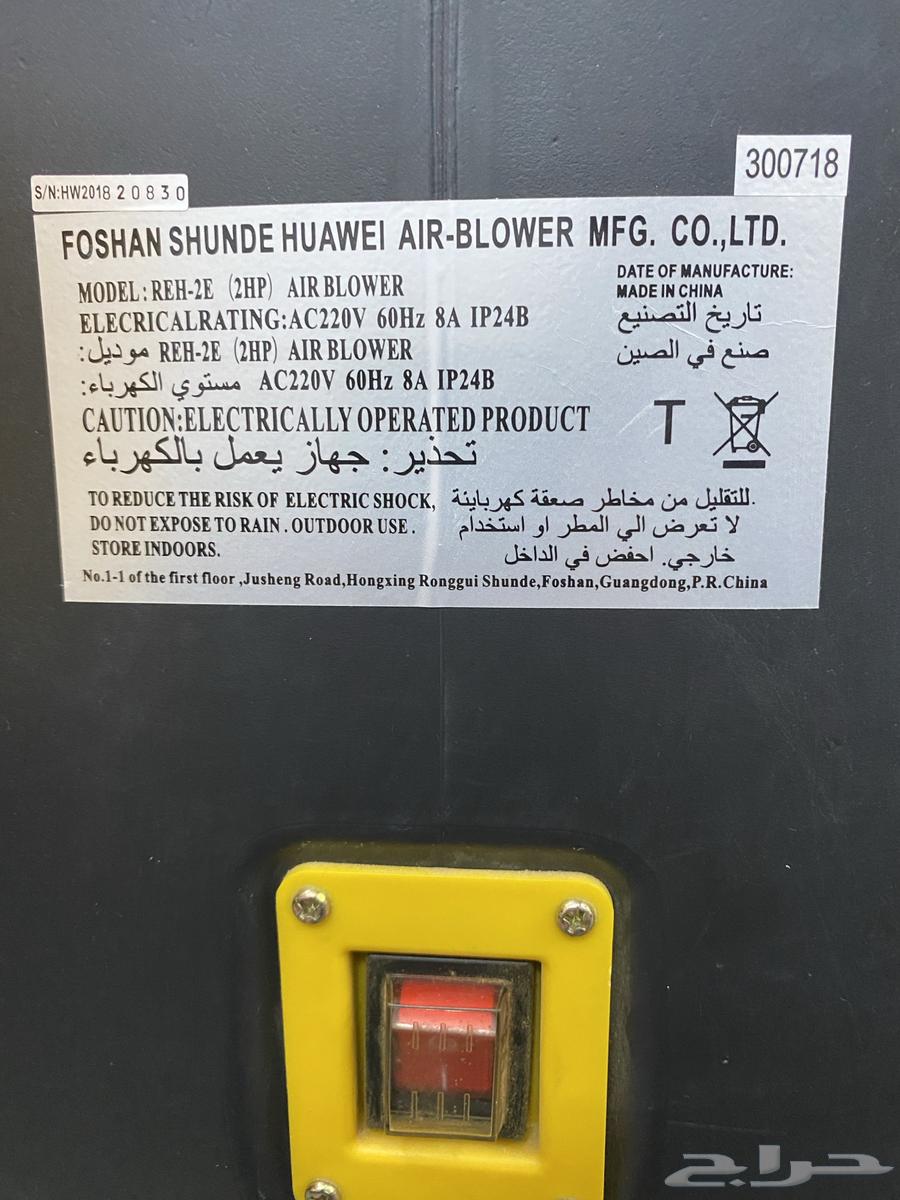 300718
S/N:HW2018 2 0 8 3 0
FOSHAN SHUNDE HUAWEI AIR-BLOWER MFG. CO.,LTD.
MODEL: REH-2E (2HP) AIR BLOWER
ELECRICALRATING:AC220V 60Hz 8A IP24B
موديل: REH-2E (2HP) AIR BLOWER
مستوي الكهرباء: AC220V 60Hz 8A IP24B
DATE OF MANUFACTURE:
MADE IN CHINA
تاريخ التصنيع
صنع في الصين
CAUTION:ELECTRICALLY OPERATED PRODUCT
تحذير: جهاز يعمل بالكهرباء
T
TO REDUCE THE RISK OF ELECTRIC SHOCK,
DO NOT EXPOSE TO RAIN. OUTDOOR USE.
STORE INDOORS.
للتقليل من مخاطر صعقة كهربايئة.
لا تعرض الي المطر او استخدام
خارجي. احفض في الداخل
No.1-1 of the first floor ,Jusheng Road,Hongxing Ronggui Shunde,Foshan,Guangdong,P.R.China
حراج